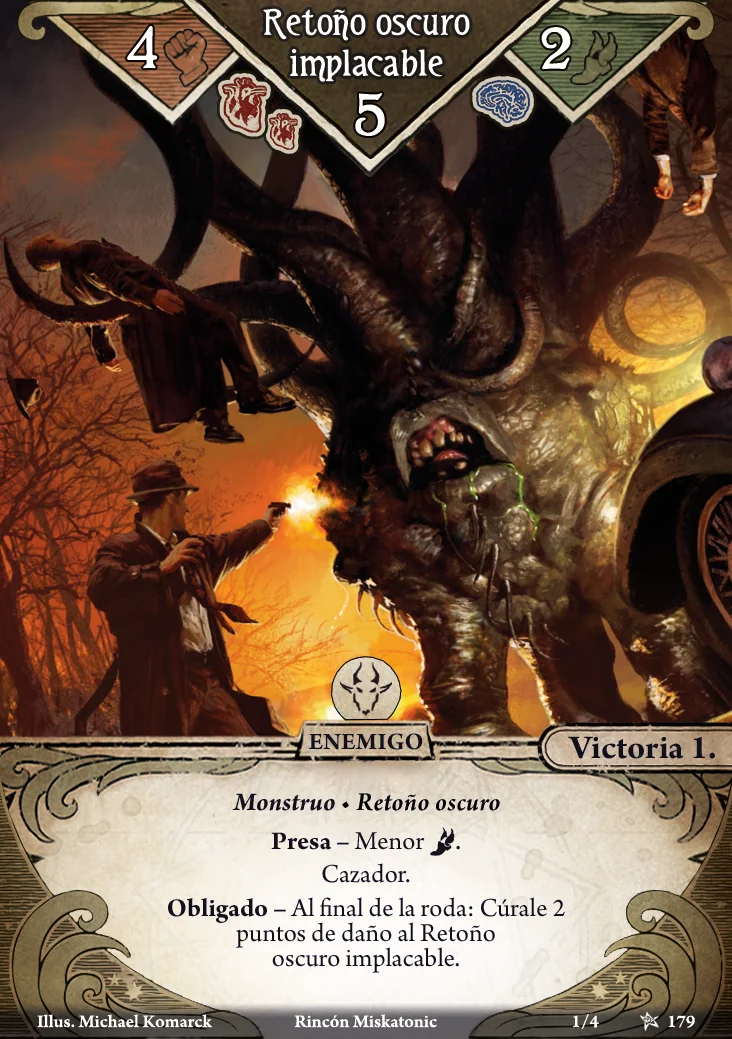 Retoño oscuro
implacable
4
5
2
ENEMIGO
Victoria 1.
Monstruo • Retoño oscuro
Presa – Menor .
Cazador.
Obligado – Al final de la roda: Cúrale 2
puntos de daño al Retoño
oscuro implacable.
Illus. Michael Komarck
Rincón Miskatonic
1/4
179